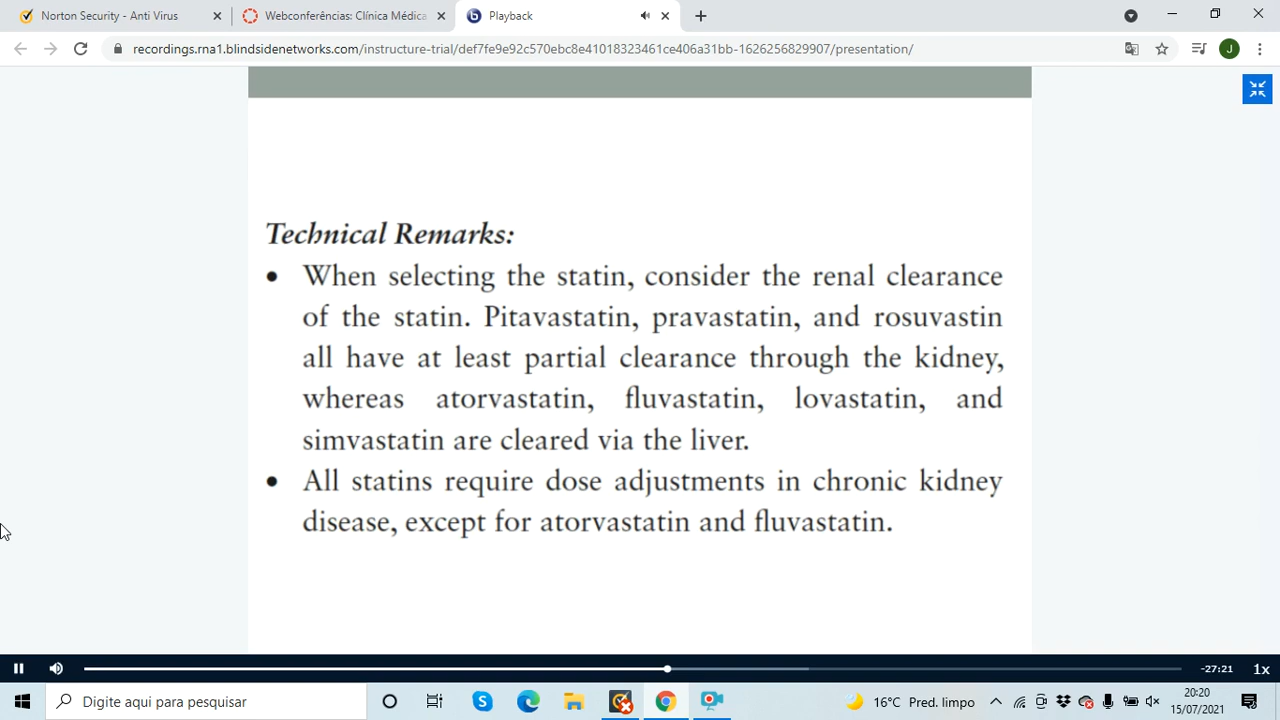 Norton Security - Anti Virus
Webconferências: Clínica Médica
Playback
recordings.rna1.blindsidenetworks.com/instructure-trial/def7fe9e92c570ebc8e41018323461ce406a31bb-1626256829907/presentation/
J
Technical Remarks:
• When selecting the statin, consider the renal clearance
of the statin. Pitavastatin, pravastatin, and rosuvastin
all have at least partial clearance through the kidney,
whereas atorvastatin, fluvastatin, lovastatin, and
simvastatin are cleared via the liver.
• All statins require dose adjustments in chronic kidney
disease, except for atorvastatin and fluvastatin.
-27:21
1x
Digite aqui para pesquisar
16°C Pred. limpo
20:20
15/07/2021